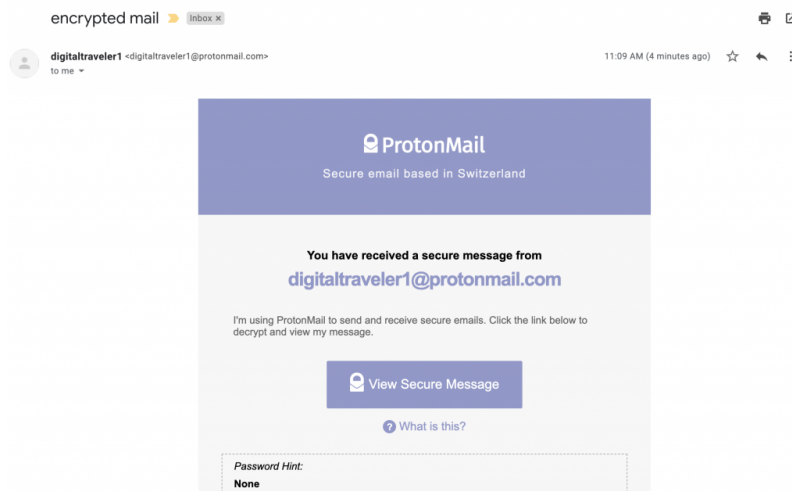 encrypted mail Inbox ×
digitaltraveler1 <digitaltraveler1@protonmail.com> 11:09 AM (4 minutes ago)
to me
ProtonMail
Secure email based in Switzerland
You have received a secure message from
digitaltraveler1@protonmail.com
I'm using ProtonMail to send and receive secure emails. Click the link below to
decrypt and view my message.
View Secure Message
? What is this?
Password Hint:
None